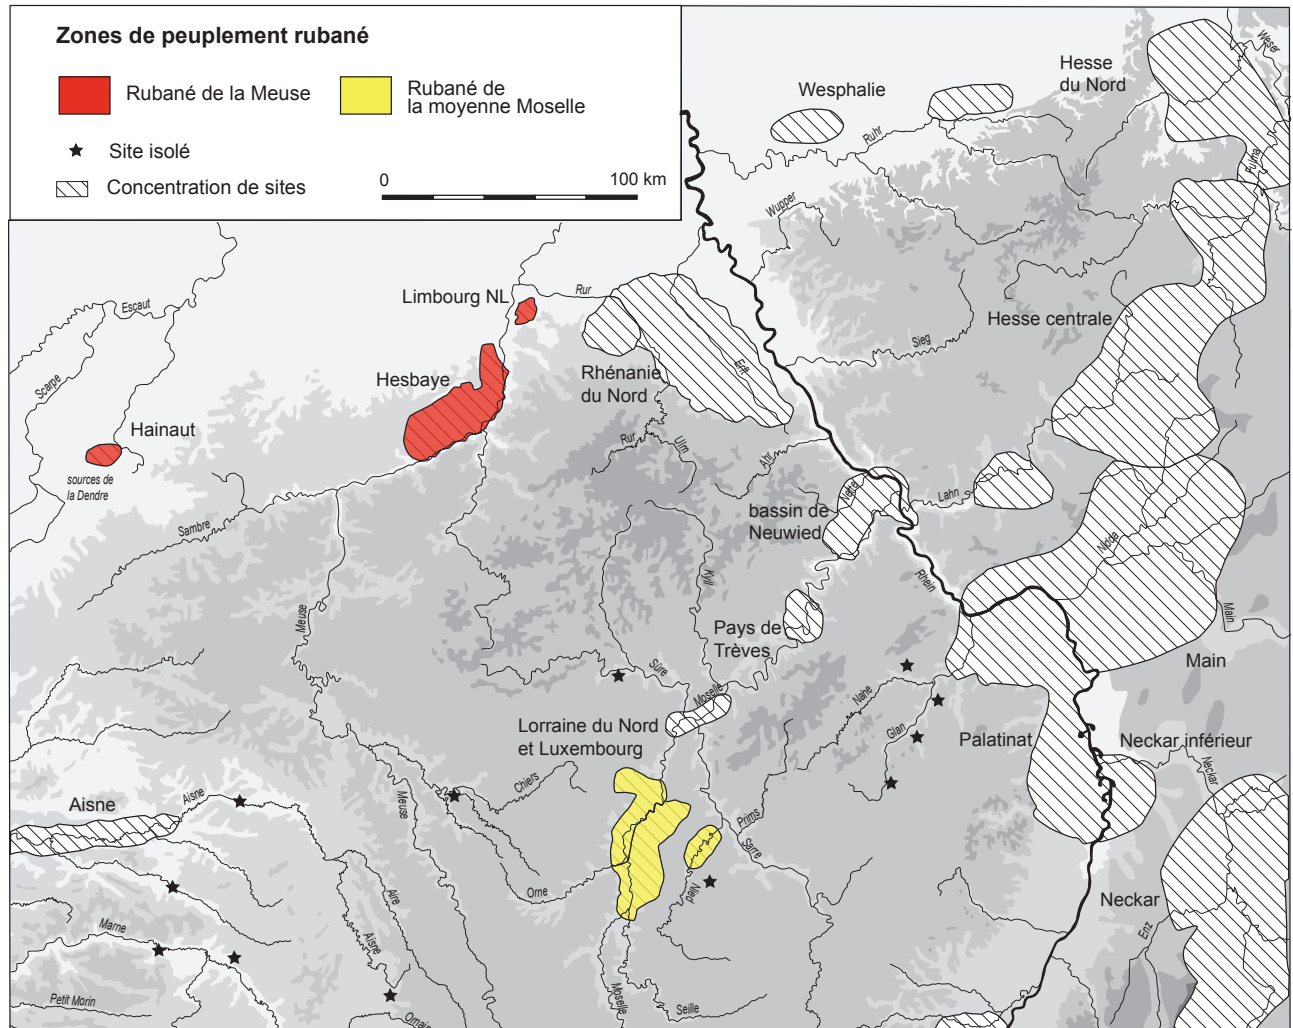 Zones de peuplement rubané
Rubané de la Meuse
Rubané de
la moyenne Moselle
Site isolé
Concentration de sites
0
100 km
Wesphalie
Hesse
du Nord
Weser
Ruhr
Fulma
Wupper
Escaut
Limbourg NL
Rur
Hesse centrale
Sieg
Scarpe
Hesbaye
Rhénanie
du Nord
Erft
Hainaut
sources de
la Dendre
Rur
Ulm
Ahr
Sambre
bassin de
Neuwied
Nette
Lahn
Nidda
Kyll
Rhein
Meuse
Main
Pays de
Trèves
Main
Sûre
Moselle
Nahe
Lorraine du Nord
et Luxembourg
Glan
Palatinat
Neckar inférieur
Neckar
Chiers
Meuse
Aisne
Aisne
Prims
Sarre
Orne
Nied
Aire
Neckar
Marne
Aisne
Enz
Petit Morin
Ornain
Moselle
Seille